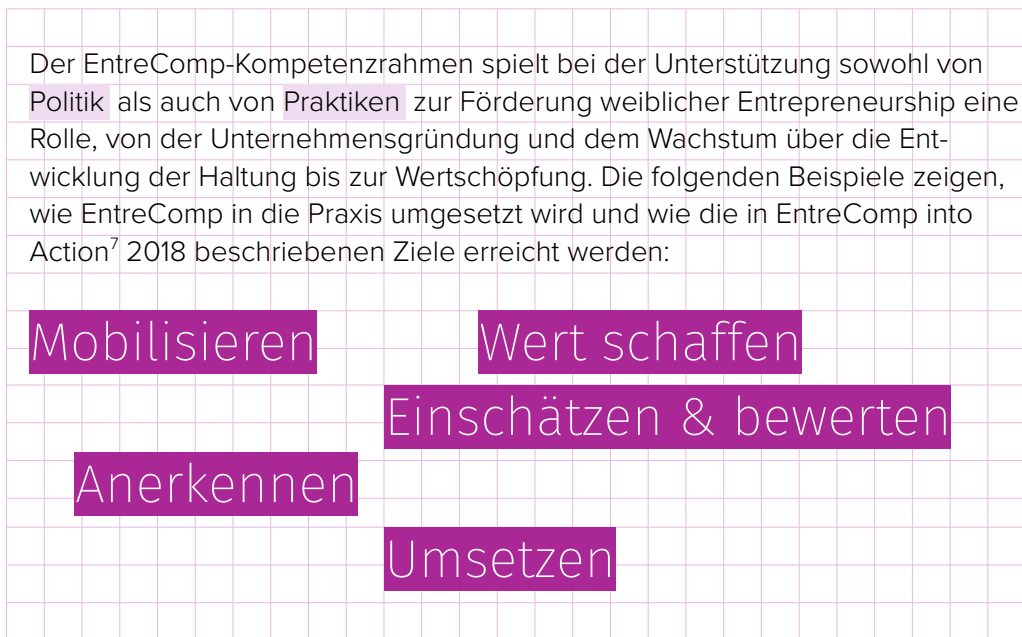 Der EntreComp-Kompetenzrahmen spielt bei der Unterstützung sowohl von
Politik als auch von Praktiken zur Förderung weiblicher Entrepreneurship eine
Rolle, von der Unternehmensgründung und dem Wachstum über die Ent-
wicklung der Haltung bis zur Wertschöpfung. Die folgenden Beispiele zeigen,
wie EntreComp in die Praxis umgesetzt wird und wie die in EntreComp into
Action⁷ 2018 beschriebenen Ziele erreicht werden:
Mobilisieren
Wert schaffen
Einschätzen & bewerten
Anerkennen
Umsetzen